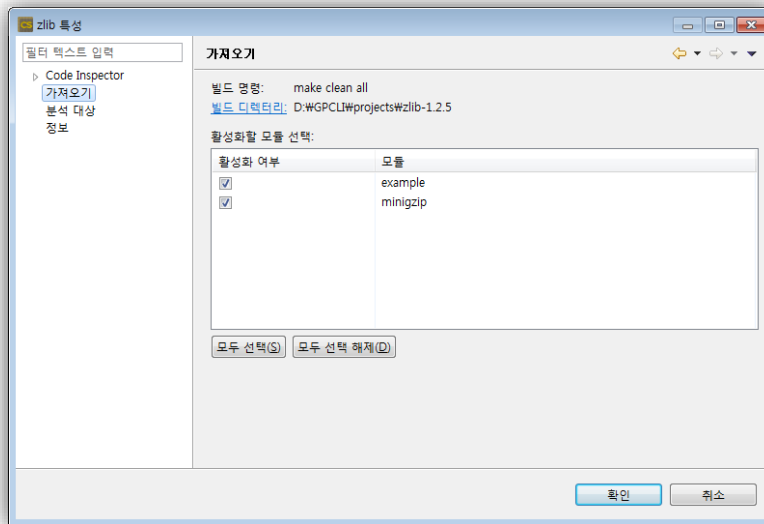 CS zlib 특성
필터 텍스트 입력
Code Inspector
가져오기
분석 대상
정보
가져오기
빌드 명령: make clean all
빌드 디렉터리: D:₩GPCLI₩projects₩zlib-1.2.5
활성화할 모듈 선택:
활성화 여부 모듈
example
minigzip
모두 선택(S) 모두 선택 해제(D)
확인 취소